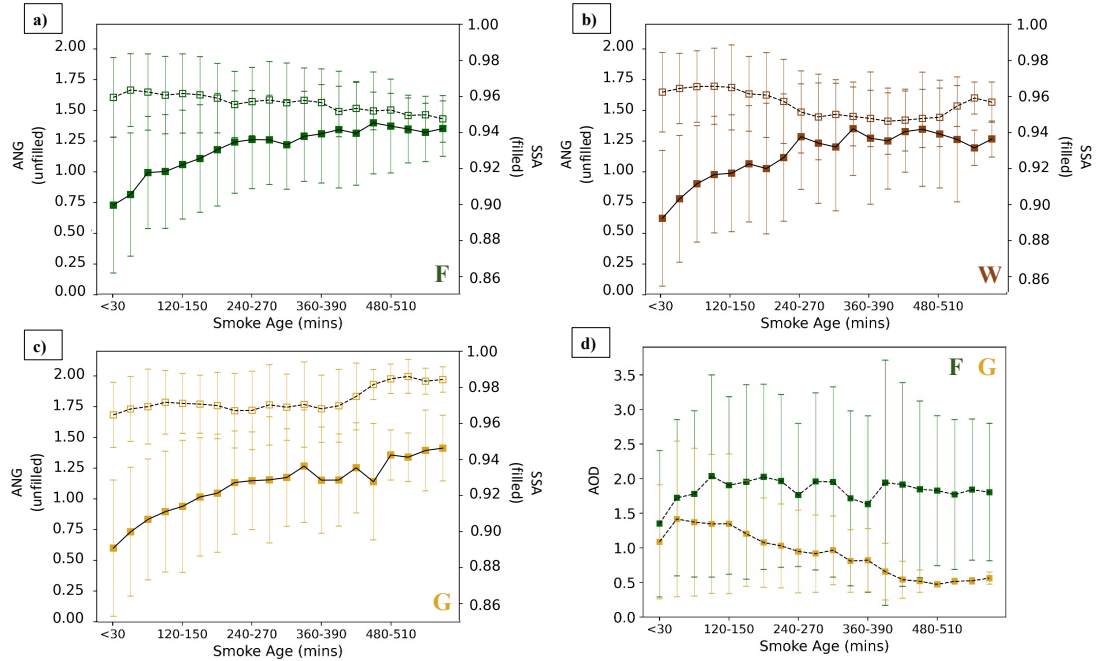 a)
ANG
(unfilled)
2.00
1.75
1.50
1.25
1.00
0.75
0.50
0.25
0.00
1.00
0.98
0.96
0.94
0.92
0.90
0.88
0.86
SSA
(filled)
F
<30 120-150 240-270 360-390 480-510
Smoke Age (mins)
b)
ANG
(unfilled)
2.00
1.75
1.50
1.25
1.00
0.75
0.50
0.25
0.00
1.00
0.98
0.96
0.94
0.92
0.90
0.88
0.86
SSA
(filled)
W
<30 120-150 240-270 360-390 480-510
Smoke Age (mins)
c)
ANG
(unfilled)
2.00
1.75
1.50
1.25
1.00
0.75
0.50
0.25
0.00
1.00
0.98
0.96
0.94
0.92
0.90
0.88
0.86
SSA
(filled)
G
<30 120-150 240-270 360-390 480-510
Smoke Age (mins)
d)
F G
AOD
3.5
3.0
2.5
2.0
1.5
1.0
0.5
0.0
<30 120-150 240-270 360-390 480-510
Smoke Age (mins)